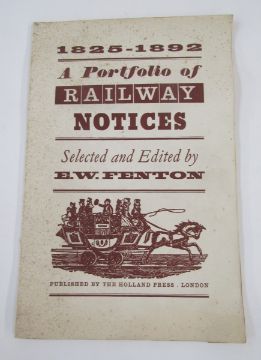 1825-1892
A Portfolio of
RAILWAY
NOTICES
Selected and Edited by
E.W.FENTON
PUBLISHED BY THE HOLLAND PRESS . LONDON